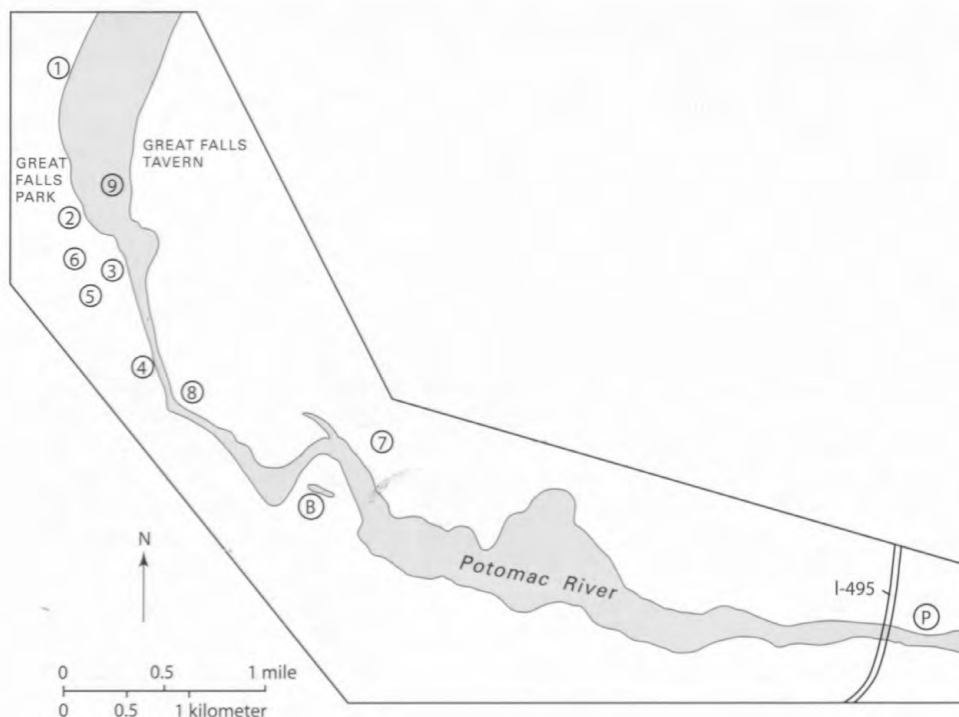 ①
GREAT FALLS
TAVERN
GREAT
FALLS
PARK
⑨
②
⑥
③
⑤
④
⑧
⑦
Ⓑ
N
Potomac River
I-495
Ⓟ
0 0.5 1 mile
0 0.5 1 kilometer